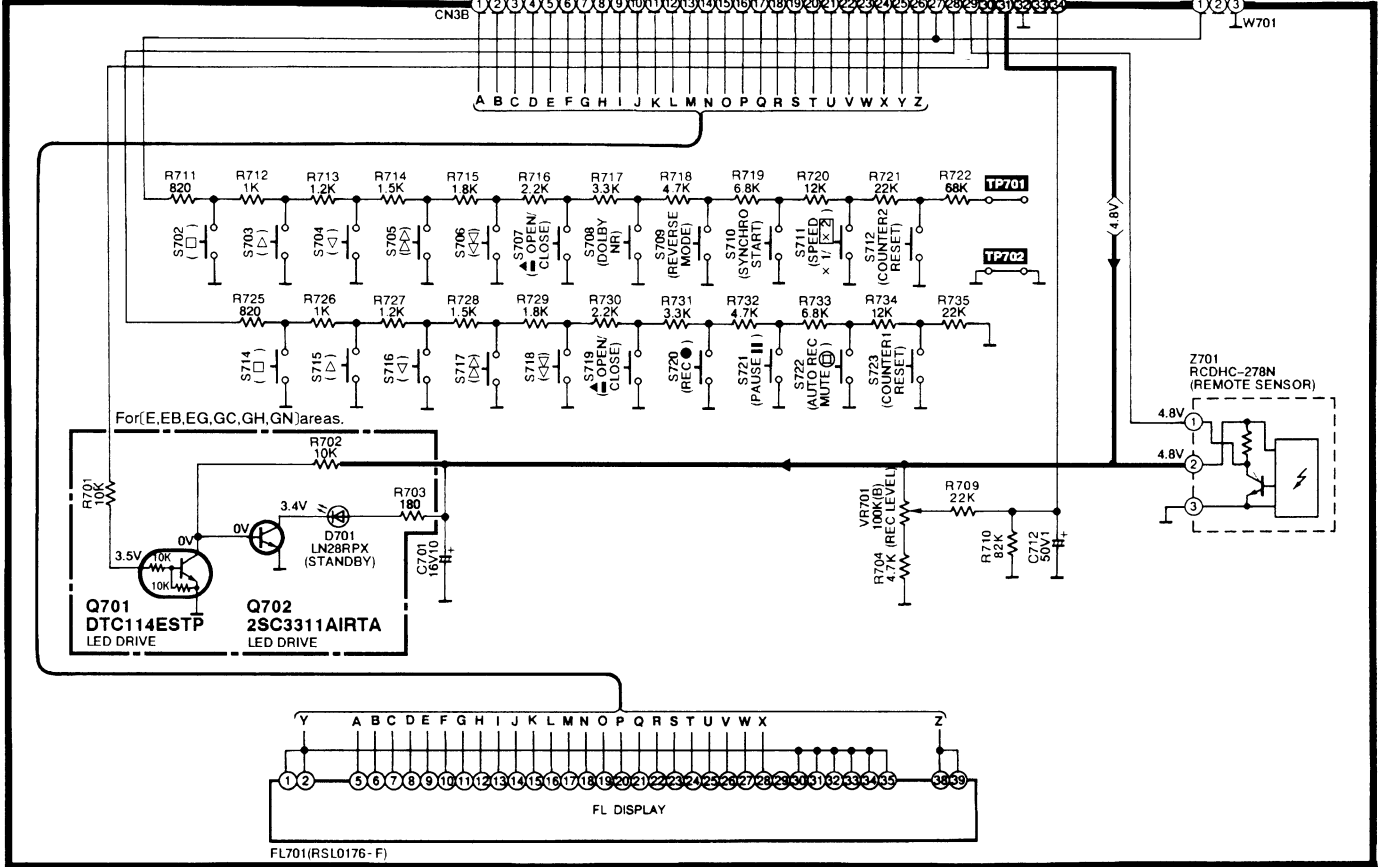 CN3B 1 2 3 4 5 6 7 8 9 10 11 12 13 14 15 16 17 18 19 20 21 22 23 24 25 26 27 28 29 30 31 32 33 34
1 2 3
W701
A B C D E F G H I J K L M N O P Q R S T U V W X Y Z
R711 R712 R713 R714 R715 R716 R717 R718 R719 R720 R721 R722
820 1K 1.2K 1.5K 1.8K 2.2K 3.3K 4.7K 6.8K 12K 22K 68K
TP701
S702 (□)
S703 (△)
S704 (▽)
S705
S706
S707
(▲ OPEN/
CLOSE)
S708
(DOLBY
NR)
S709
(REVERSE
MODE)
S710
(SYNCHRO
START)
S711
(SPEED
× 1/ × 2)
S712
(COUNTER2
RESET)
(4.8V)
TP702
R725 R726 R727 R728 R729 R730 R731 R732 R733 R734 R735
820 1K 1.2K 1.5K 1.8K 2.2K 3.3K 4.7K 6.8K 12K 22K
S714 (□)
S715 (△)
S716 (▽)
S717
S718
S719
(▲ OPEN/
CLOSE)
S720
(REC ●)
S721
(PAUSE II)
S722
(AUTO REC
MUTE)
S723
(COUNTER1
RESET)
Z701
RCDHC-278N
(REMOTE SENSOR)
4.8V 1
4.8V 2
3
For[E,EB,EG,GC,GH,GN]areas.
R702
10K
R701
10K
R703
180
3.4V
D701
LN28RPX
(STANDBY)
0V
0V
3.5V
10K
10K
C701
16V10
Q701
DTC114ESTP
LED DRIVE
Q702
2SC3311AIRTA
LED DRIVE
VR701
100K(B)
(REC LEVEL)
R704
4.7K
R709
22K
R710
82K
C712
50V1
Y A B C D E F G H I J K L M N O P Q R S T U V W X Z
1 2 5 6 7 8 9 10 11 12 13 14 15 16 17 18 19 20 21 22 23 24 25 26 27 28 29 30 31 32 33 34 35 38 39
FL DISPLAY
FL701(RSL0176-F)